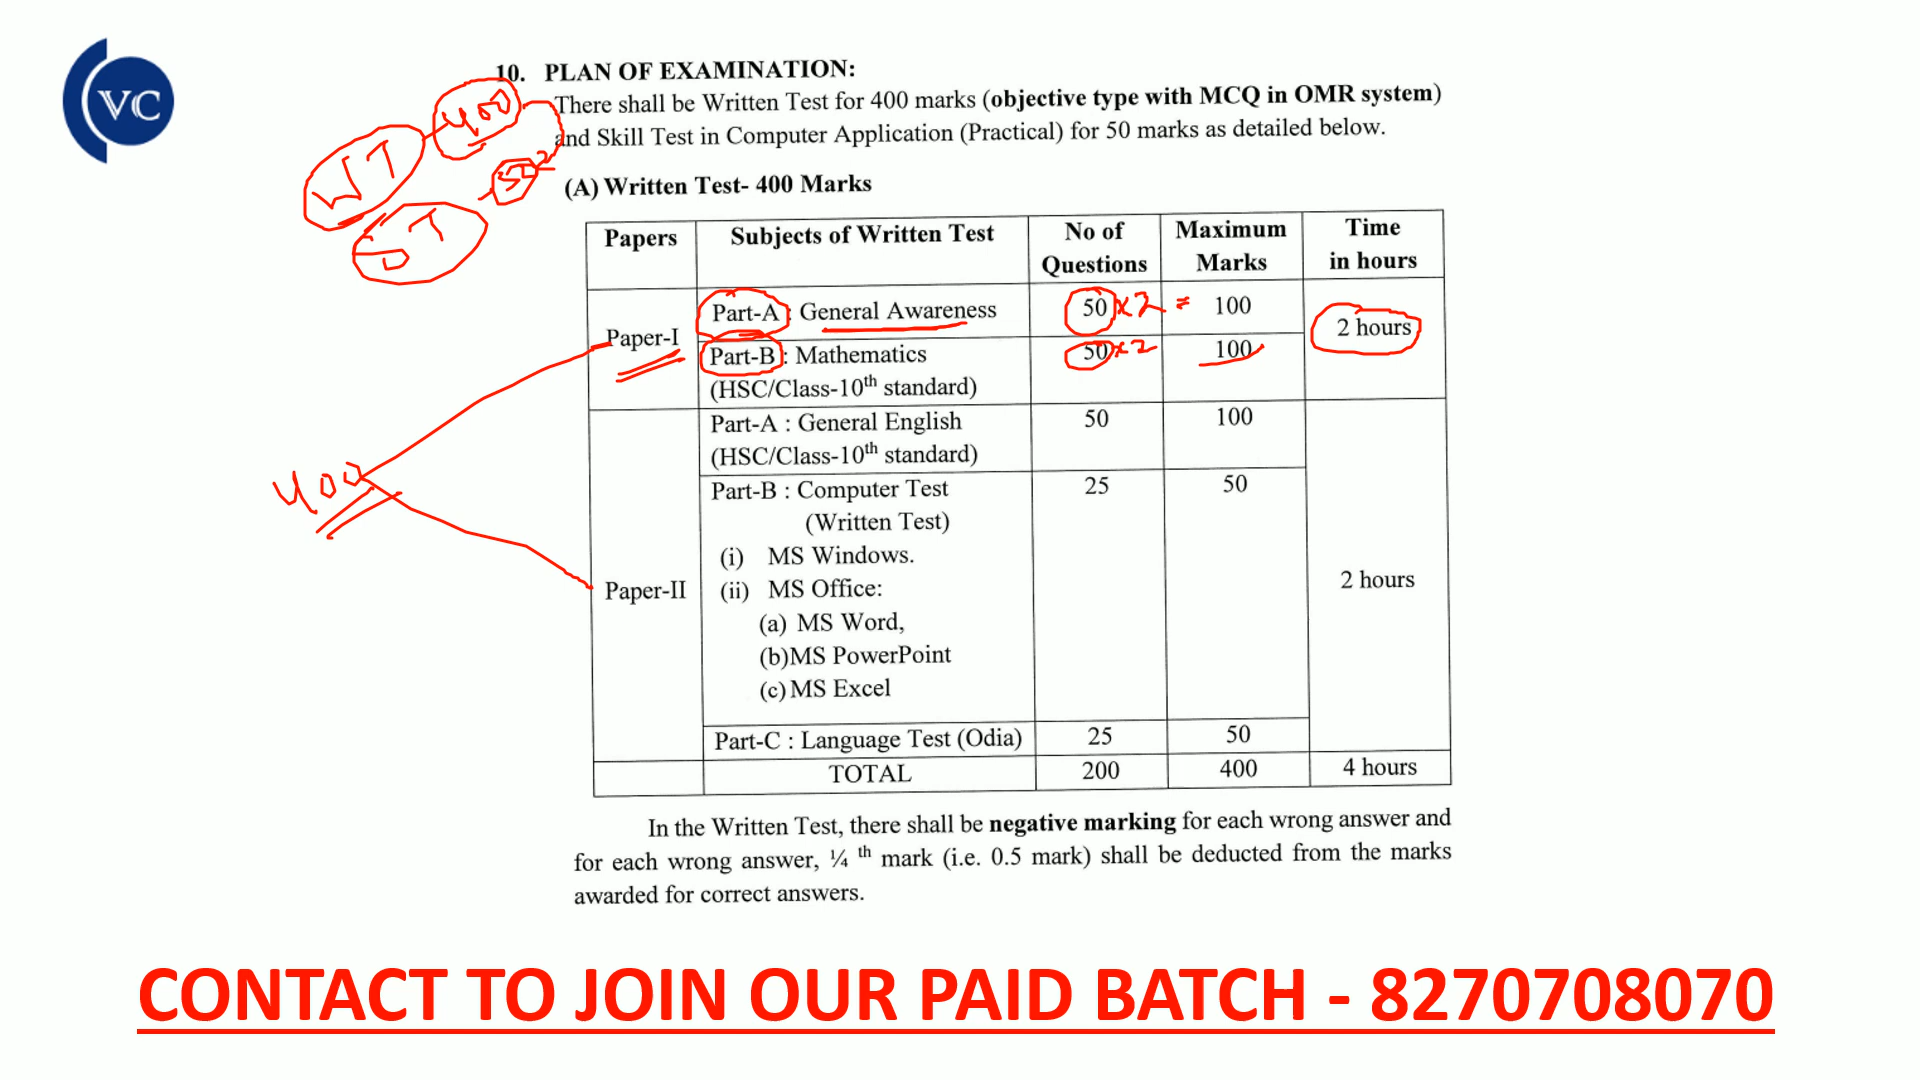 VC
10. PLAN OF EXAMINATION:
There shall be Written Test for 400 marks (objective type with MCQ in OMR system)
and Skill Test in Computer Application (Practical) for 50 marks as detailed below.
WT 400
50
(A) Written Test- 400 Marks
Papers Subjects of Written Test No of Questions Maximum Marks Time in hours
Paper-I Part-A : General Awareness 50 x2 = 100 2 hours
Part-B : Mathematics 50 x2 100
(HSC/Class-10th standard)
Part-A : General English 50 100
(HSC/Class-10th standard)
400
Paper-II Part-B : Computer Test 25 50 2 hours
(Written Test)
(i) MS Windows.
(ii) MS Office:
(a) MS Word,
(b)MS PowerPoint
(c) MS Excel
Part-C : Language Test (Odia) 25 50
TOTAL 200 400 4 hours
In the Written Test, there shall be negative marking for each wrong answer and
for each wrong answer, ¼ th mark (i.e. 0.5 mark) shall be deducted from the marks
awarded for correct answers.
CONTACT TO JOIN OUR PAID BATCH - 8270708070